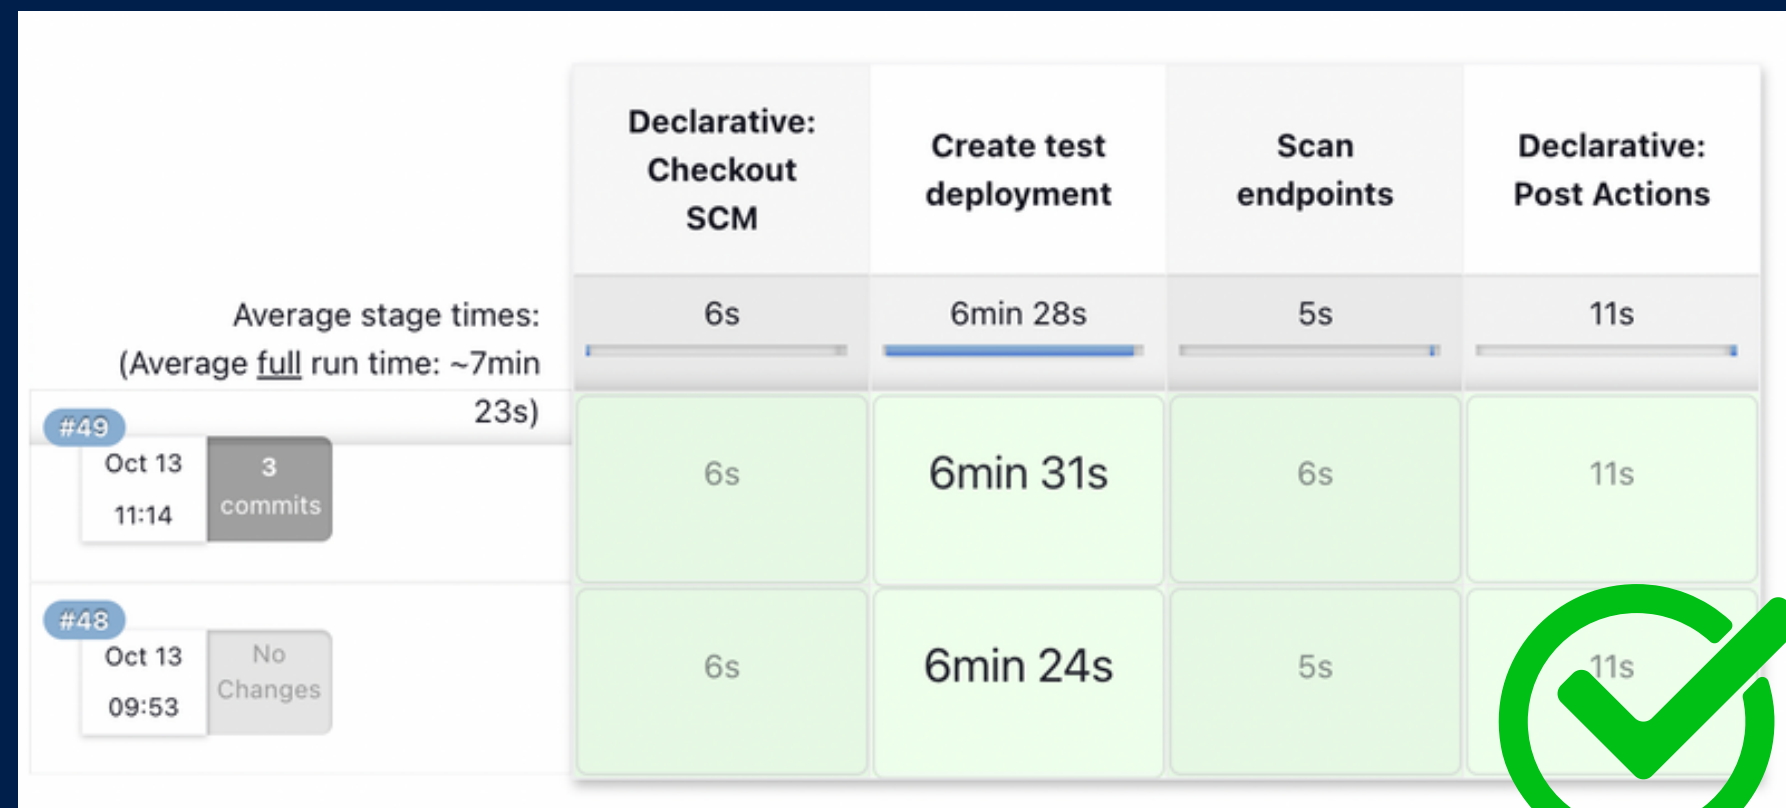 Declarative:
Checkout
SCM
Create test
deployment
Scan
endpoints
Declarative:
Post Actions
Average stage times:
(Average full run time: ~7min
23s)
6s
6min 28s
5s
11s
#49
Oct 13
11:14
3
commits
6s
6min 31s
6s
11s
#48
Oct 13
09:53
No
Changes
6s
6min 24s
5s
11s